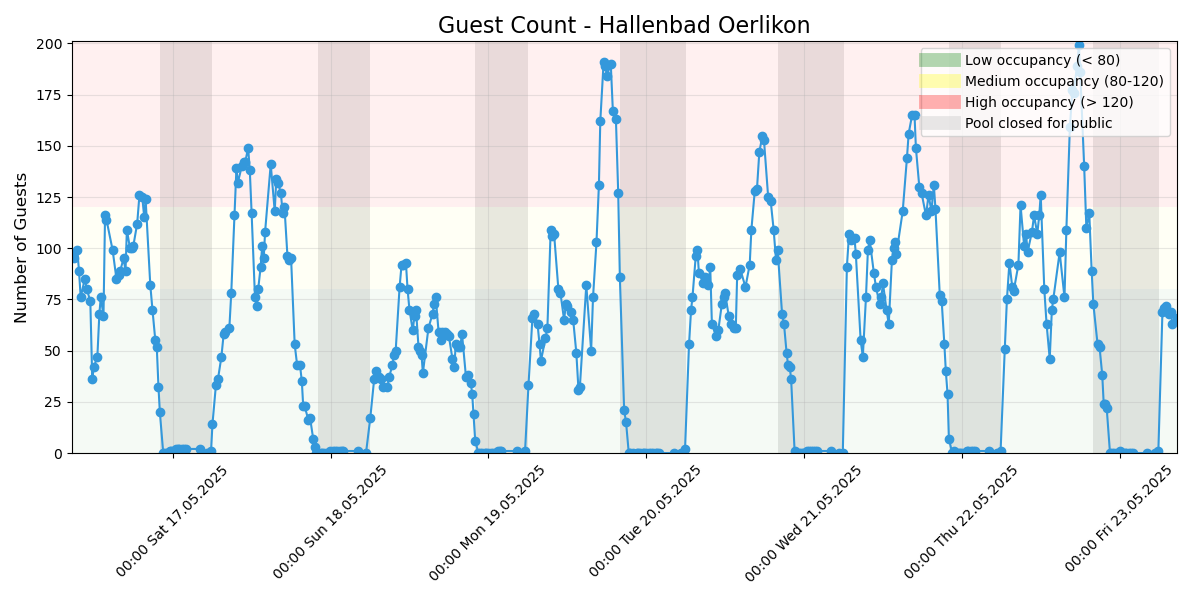 Guest Count - Hallenbad Oerlikon
Number of Guests
200
175
150
125
100
75
50
25
0
Low occupancy (< 80)
Medium occupancy (80-120)
High occupancy (> 120)
Pool closed for public
00:00 Sat 17.05.2025
00:00 Sun 18.05.2025
00:00 Mon 19.05.2025
00:00 Tue 20.05.2025
00:00 Wed 21.05.2025
00:00 Thu 22.05.2025
00:00 Fri 23.05.2025